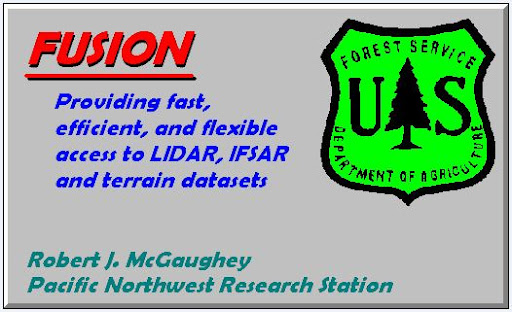 FUSION
Providing fast,
efficient, and flexible
access to LIDAR, IFSAR
and terrain datasets
FOREST SERVICE
U S
DEPARTMENT OF AGRICULTURE
Robert J. McGaughey
Pacific Northwest Research Station